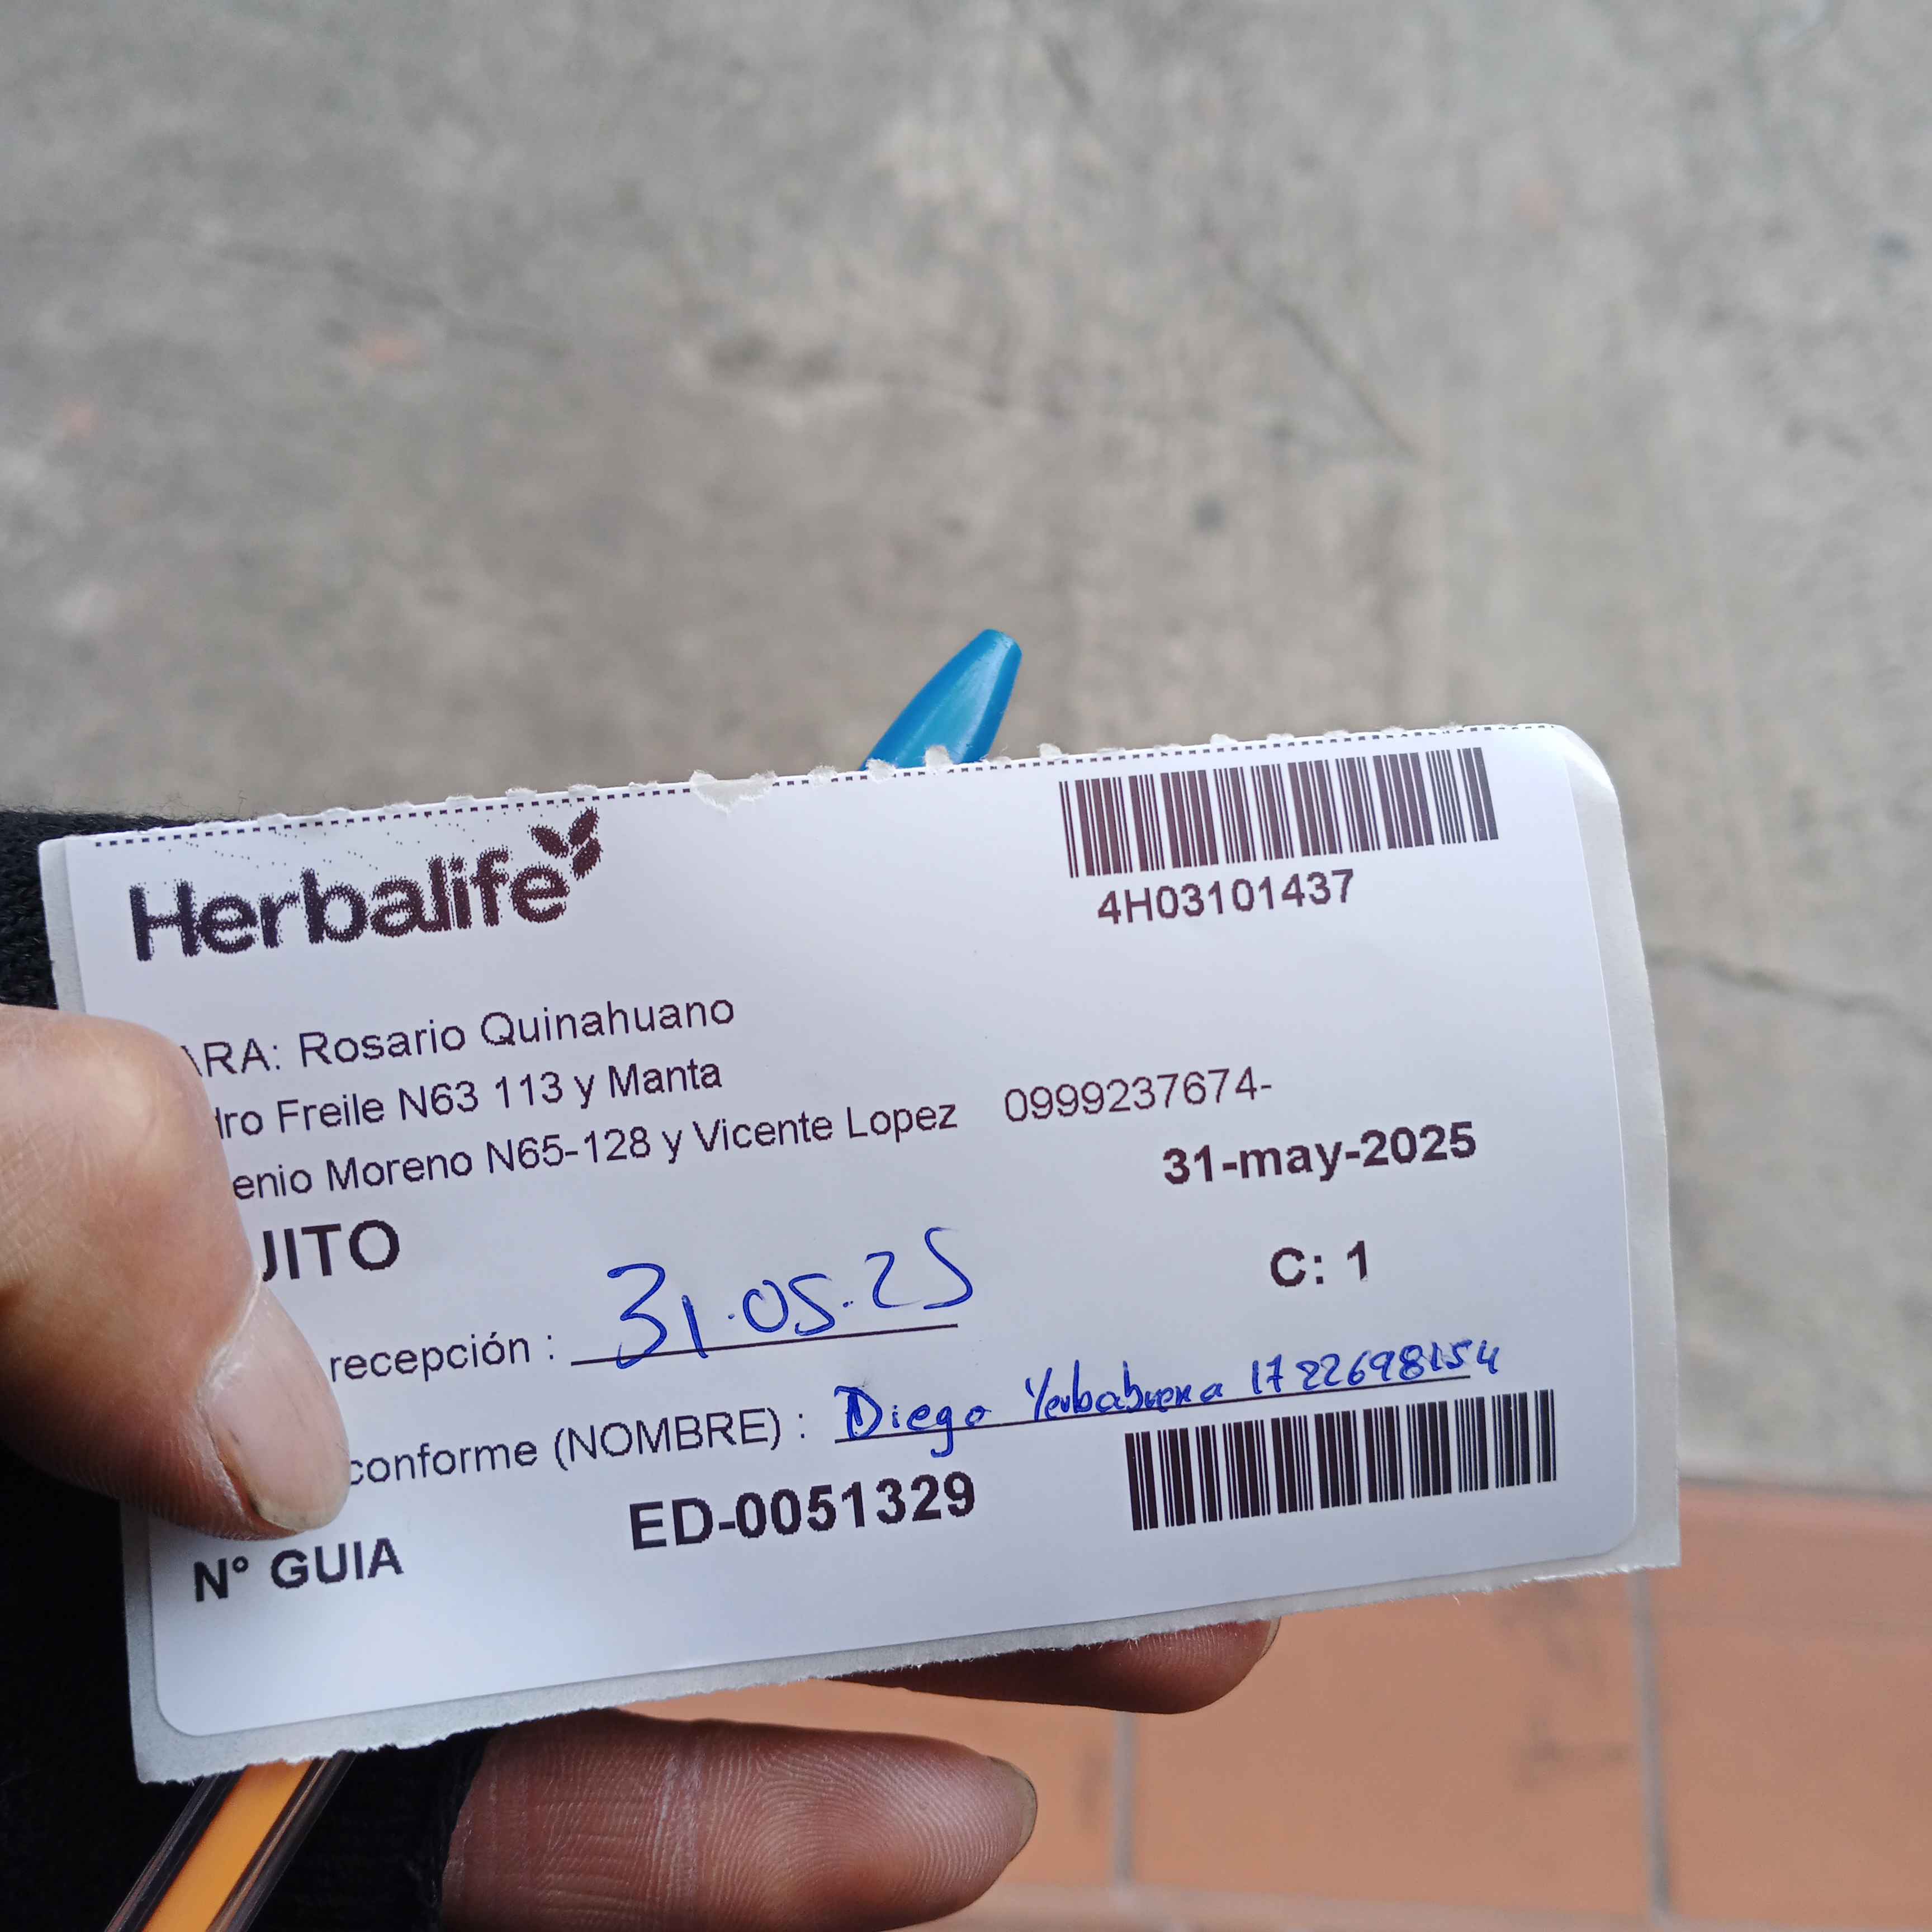 Herbalife
4H03101437
ARA: Rosario Quinahuano
dro Freile N63 113 y Manta
enio Moreno N65-128 y Vicente Lopez 0999237674-
31-may-2025
UITO
C: 1
recepción : 31.05.25
conforme (NOMBRE) : Diego Yerbabuena 1722698154
N° GUIA ED-0051329